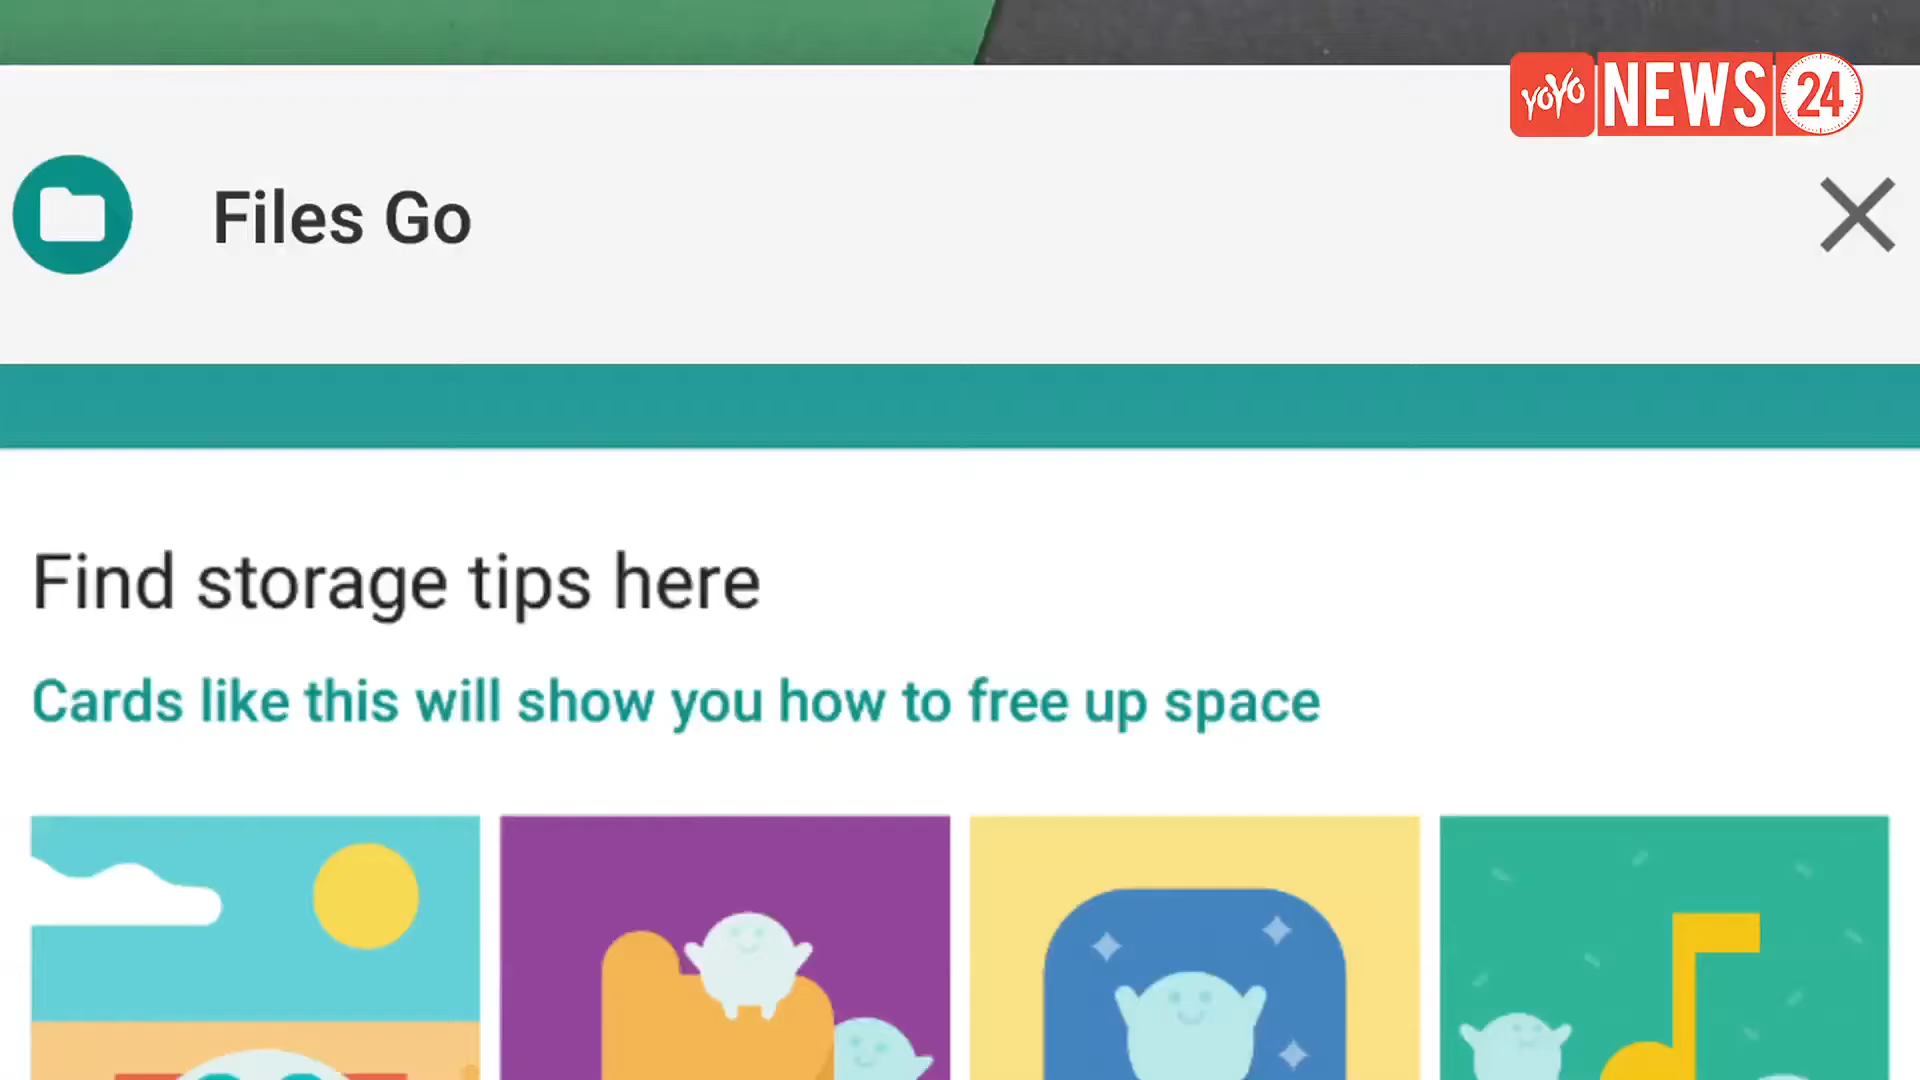 YOYO NEWS 24
Files Go
Find storage tips here
Cards like this will show you how to free up space